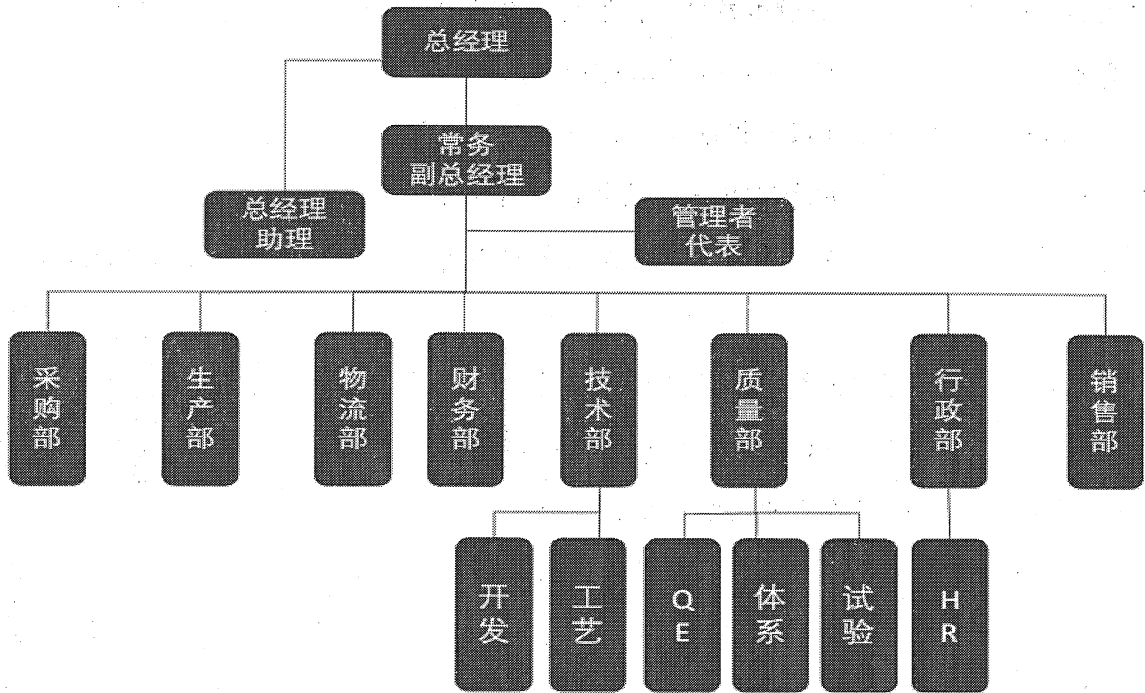 总经理
常务
副总经理
总经理
助理
管理者
代表
采购部
生产部
物流部
财务部
技术部
质量部
行政部
销售部
开发
工艺
QE
体系
试验
HR